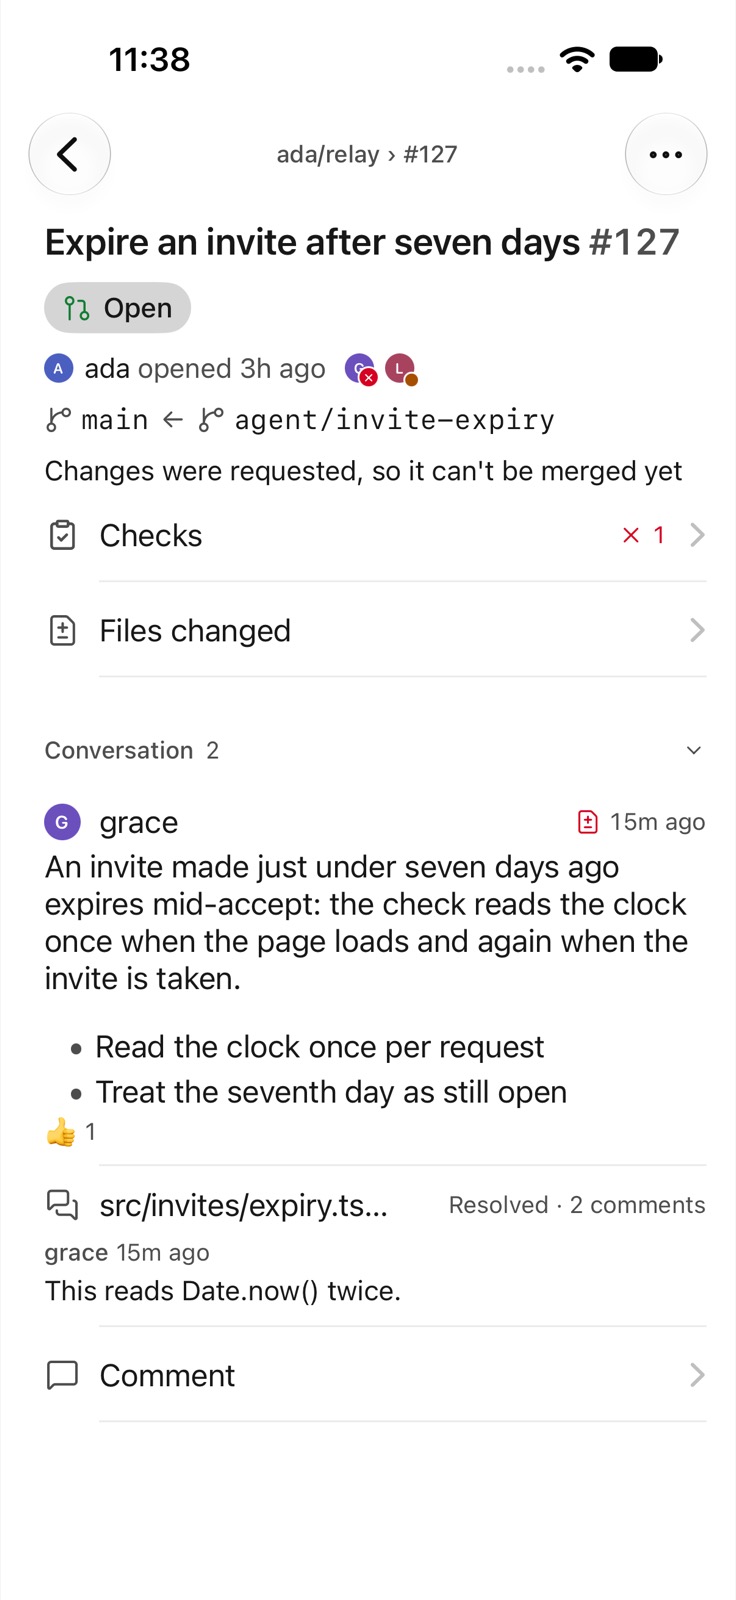 11:38
ada/relay › #127
Expire an invite after seven days #127
Open
A ada opened 3h ago G L
main ← agent/invite-expiry
Changes were requested, so it can't be merged yet
Checks 1
Files changed
Conversation 2
G grace 15m ago
An invite made just under seven days ago
expires mid-accept: the check reads the clock
once when the page loads and again when the
invite is taken.
• Read the clock once per request
• Treat the seventh day as still open
👍 1
src/invites/expiry.ts... Resolved · 2 comments
grace 15m ago
This reads Date.now() twice.
Comment